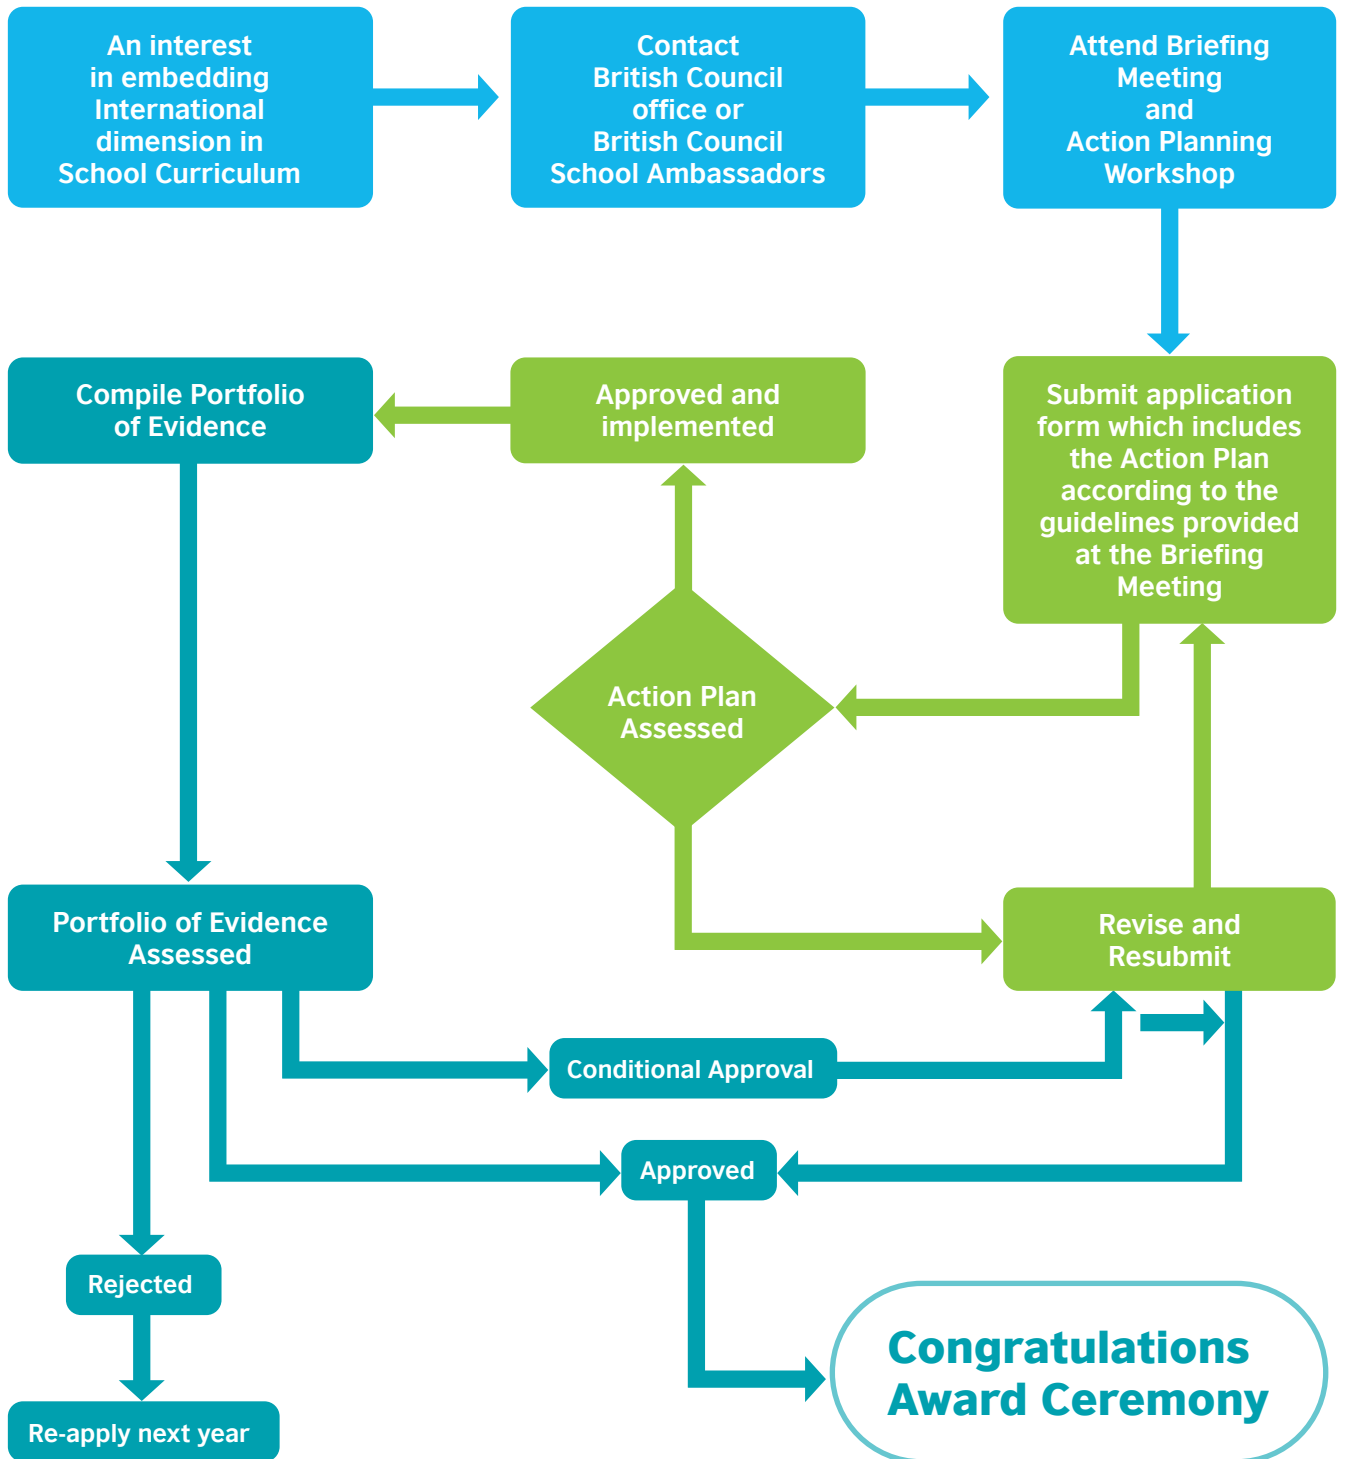 An interest
in embedding
International
dimension in
School Curriculum
Contact
British Council
office or
British Council
School Ambassadors
Attend Briefing
Meeting
and
Action Planning
Workshop
Compile Portfolio
of Evidence
Approved and
implemented
Submit application
form which includes
the Action Plan
according to the
guidelines provided
at the Briefing
Meeting
Action Plan
Assessed
Portfolio of Evidence
Assessed
Revise and
Resubmit
Conditional Approval
Approved
Rejected
Congratulations
Award Ceremony
Re-apply next year